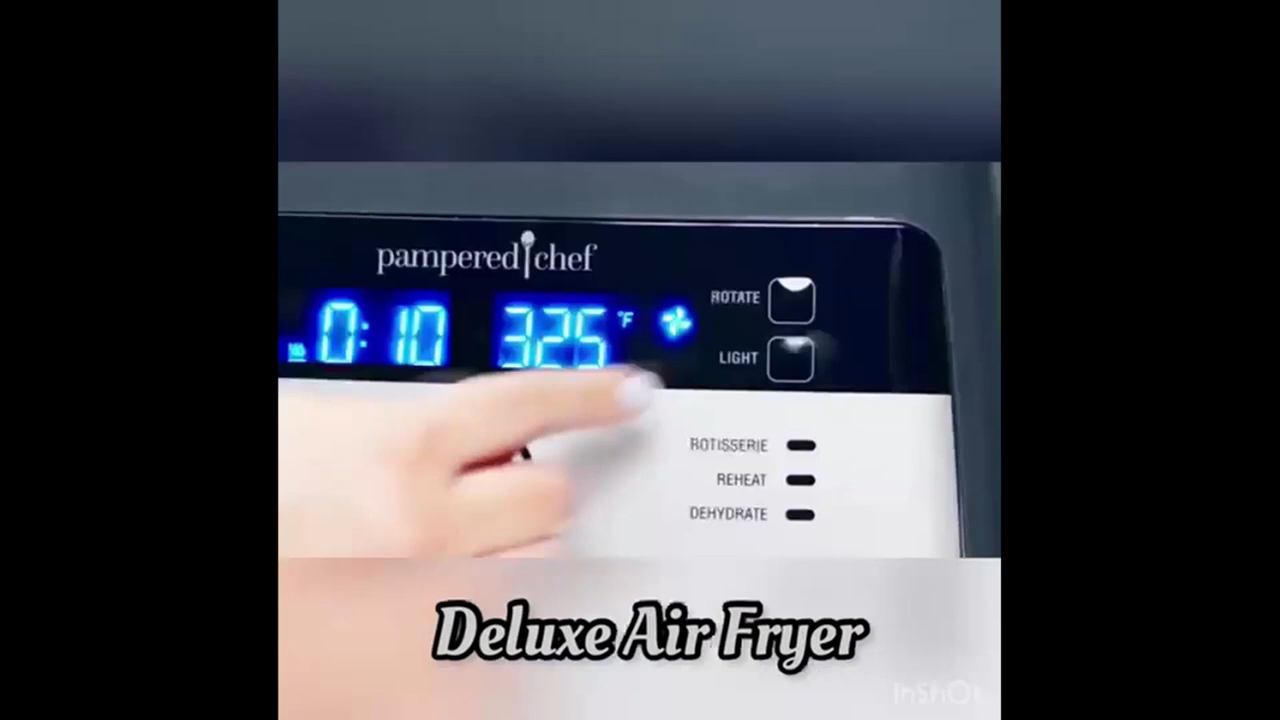 pampered chef
ROTATE
0:10 325 °F
LIGHT
ROTISSERIE
REHEAT
DEHYDRATE
Deluxe Air Fryer
InShOt